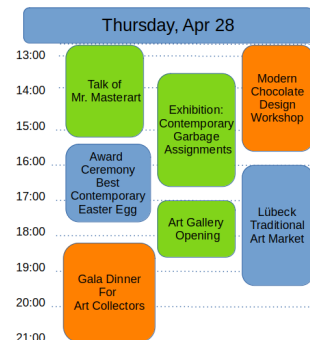 Thursday, Apr 28
13:00
14:00
15:00
16:00
17:00
18:00
19:00
20:00
21:00
Talk of
Mr. Masterart
Award
Ceremony
Best
Contemporary
Easter Egg
Gala Dinner
For
Art Collectors
Exhibition:
Contemporary
Garbage
Assignments
Art Gallery
Opening
Modern
Chocolate
Design
Workshop
Lübeck
Traditional
Art Market